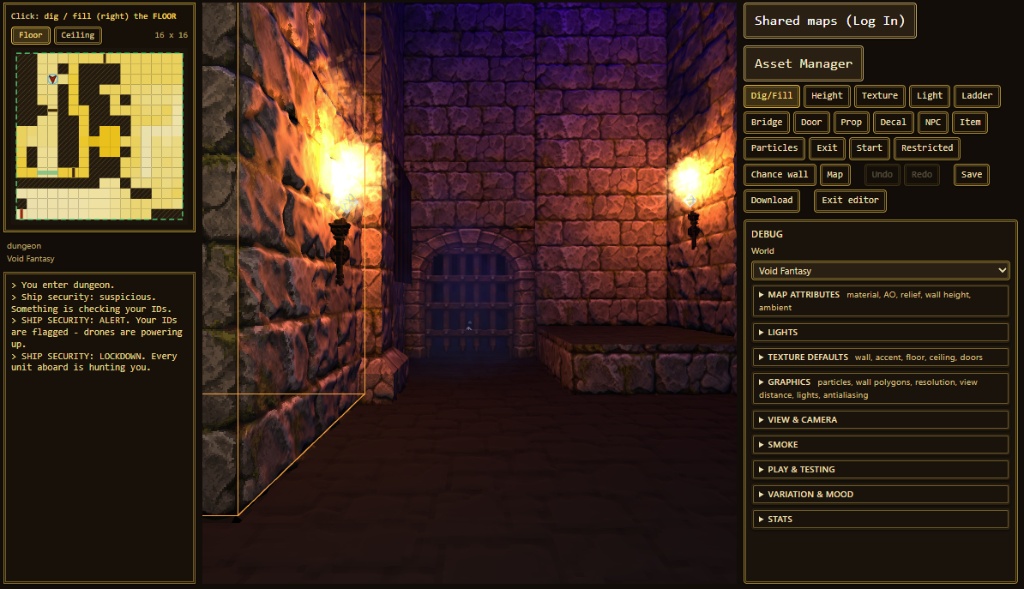 Click: dig / fill (right) the FLOOR
Floor
Ceiling
16 x 16
dungeon
Void Fantasy
> You enter dungeon.
> Ship security: suspicious.
Something is checking your IDs.
> SHIP SECURITY: ALERT. Your IDs
are flagged - drones are powering
up.
> SHIP SECURITY: LOCKDOWN. Every
unit aboard is hunting you.
Shared maps (Log In)
Asset Manager
Dig/Fill Height Texture Light Ladder
Bridge Door Prop Decal NPC Item
Particles Exit Start Restricted
Chance wall Map Undo Redo Save
Download Exit editor
DEBUG
World
Void Fantasy
MAP ATTRIBUTES material, AO, relief, wall height,
ambient
LIGHTS
TEXTURE DEFAULTS wall, accent, floor, ceiling, doors
GRAPHICS particles, wall polygons, resolution, view
distance, lights, antialiasing
VIEW & CAMERA
SMOKE
PLAY & TESTING
VARIATION & MOOD
STATS